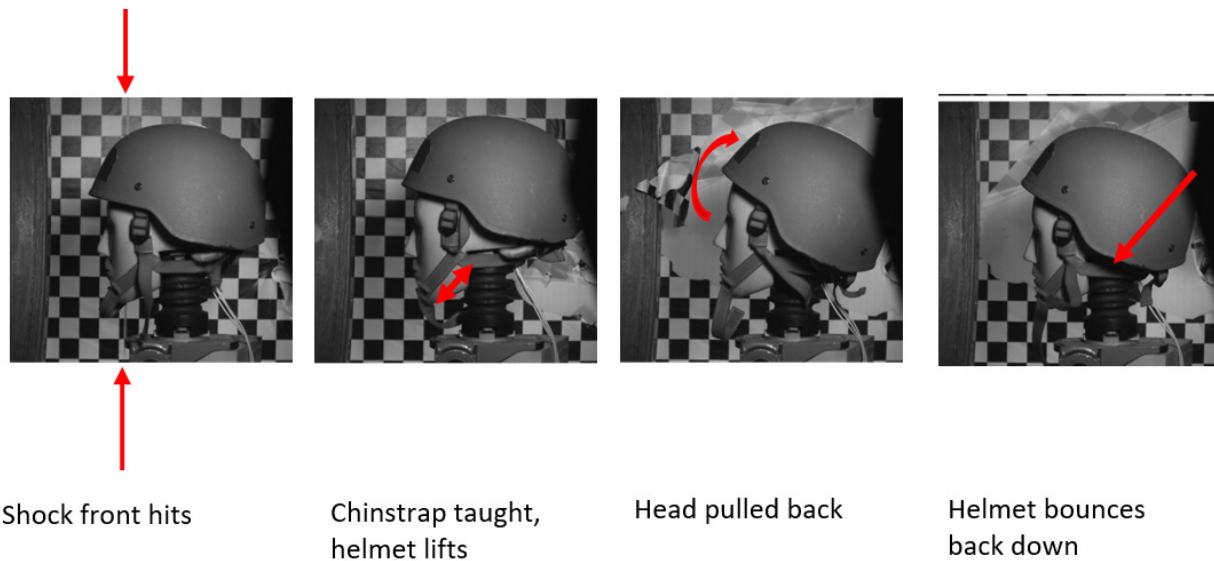 Shock front hits
Chinstrap taught,
helmet lifts
Head pulled back
Helmet bounces
back down